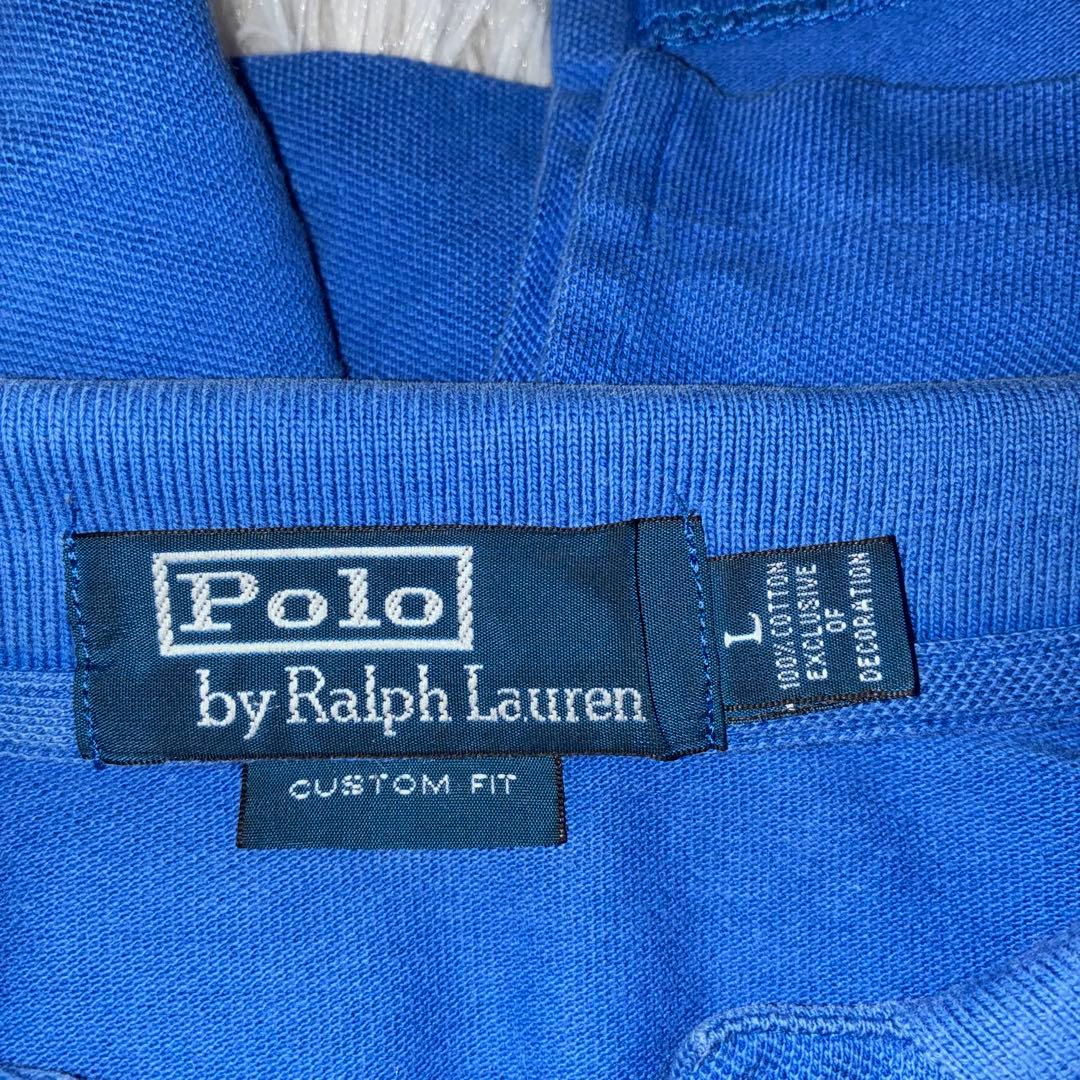 Polo
by Ralph Lauren
CUSTOM FIT
L
100% COTTON
EXCLUSIVE
OF
DECORATION